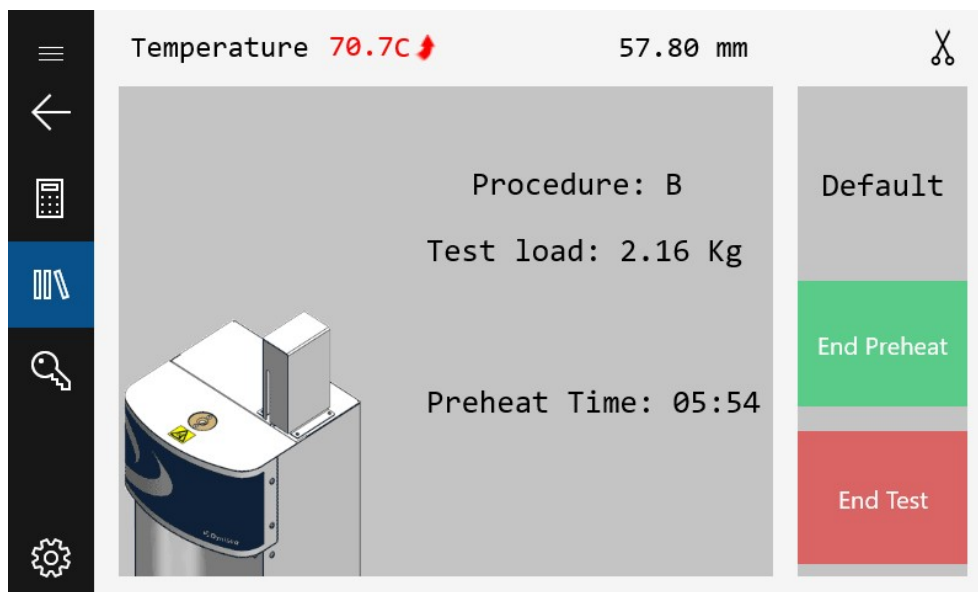 Temperature 70.7C 57.80 mm
Procedure: B
Default
Test load: 2.16 Kg
End Preheat
Preheat Time: 05:54
End Test